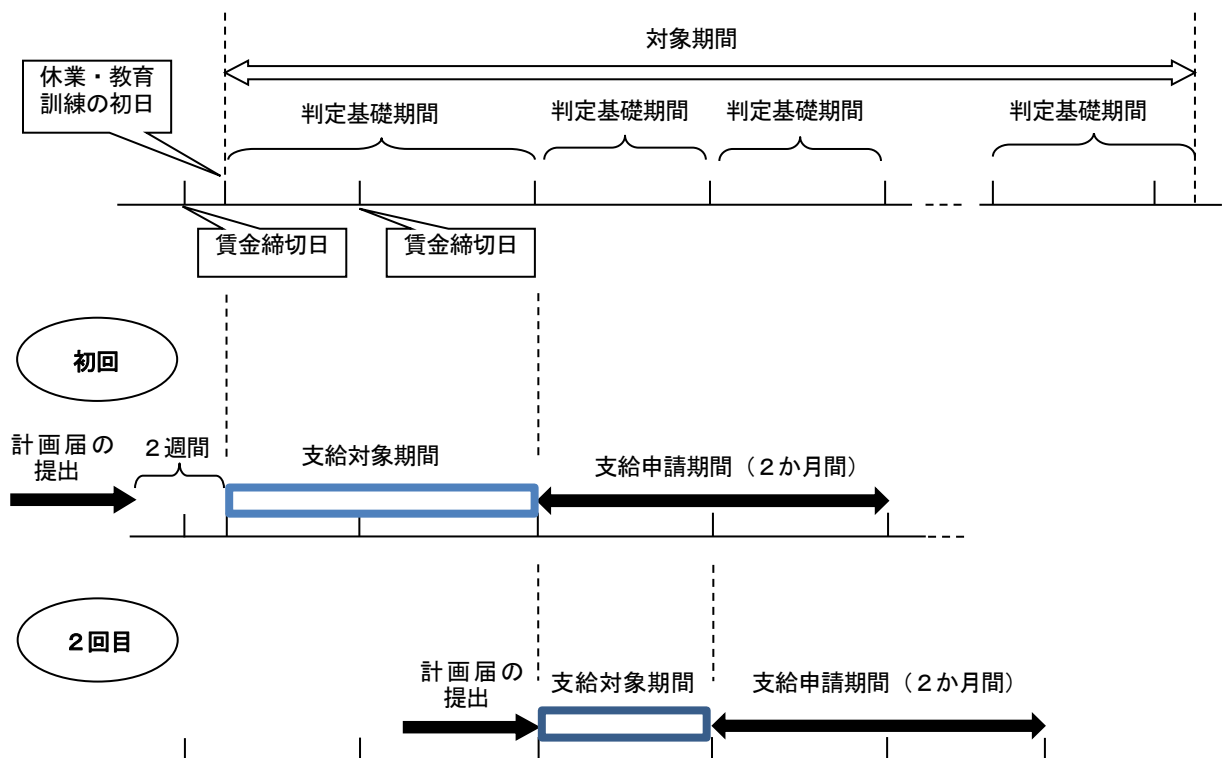 対象期間
休業・教育
訓練の初日
判定基礎期間
判定基礎期間
判定基礎期間
判定基礎期間
賃金締切日
賃金締切日
初回
計画届の
提出
２週間
支給対象期間
支給申請期間（２か月間）
２回目
計画届の
提出
支給対象期間
支給申請期間（２か月間）